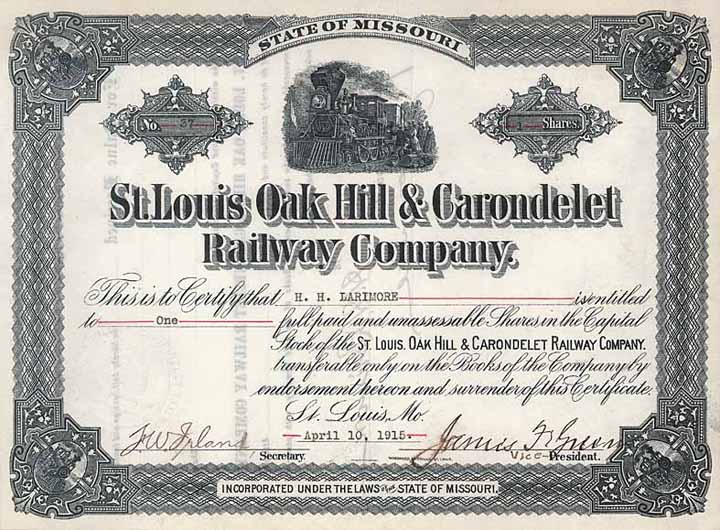 STATE OF MISSOURI
No. 37
1 Shares
St. Louis Oak Hill & Carondelet
Railway Company.
This is to Certify that H. H. LARIMORE is entitled
to One full paid and unassessable Shares in the Capital
Stock of the ST. LOUIS. OAK HILL & CARONDELET RAILWAY COMPANY.
transferable only on the Books of the Company by
endorsement hereon and surrender of this Certificate.
St. Louis, Mo.
April 10, 1915.
Secretary.
James
Vice-President.
INCORPORATED UNDER THE LAWS OF THE STATE OF MISSOURI.